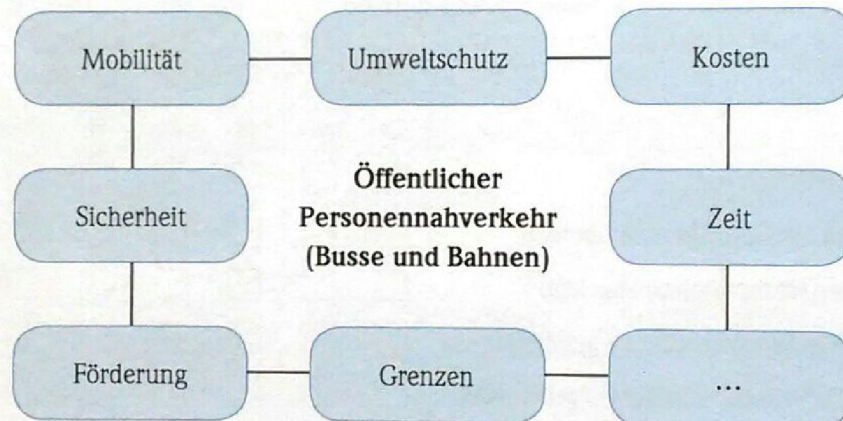 Mobilität
Umweltschutz
Kosten
Sicherheit
Öffentlicher
Personennahverkehr
(Busse und Bahnen)
Zeit
Förderung
Grenzen
...